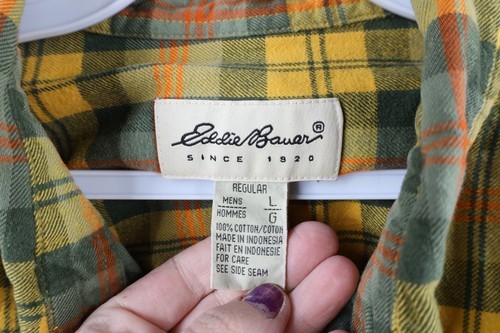 Eddie Bauer®
SINCE 1920
REGULAR
MENS L
HOMMES G
100% COTTON/COTON
MADE IN INDONESIA
FAIT EN INDONESIE
FOR CARE
SEE SIDE SEAM